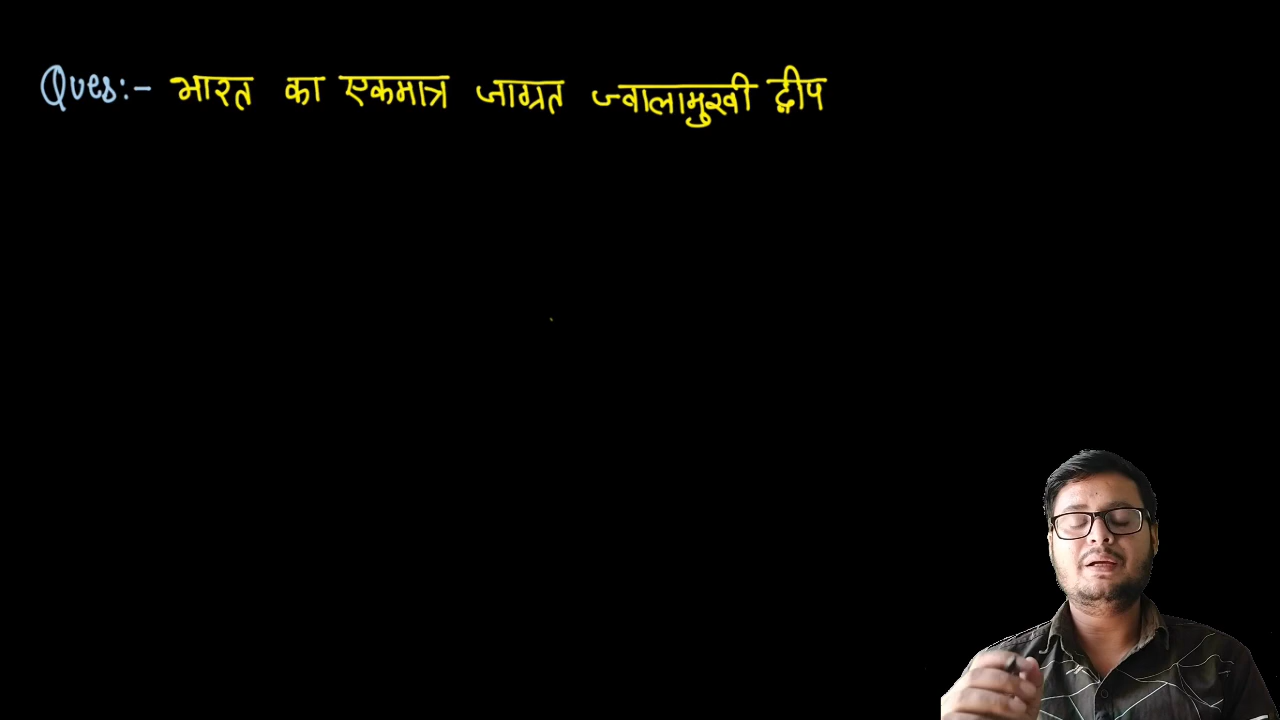 Ques:- भारत का एकमात्र जाग्रत ज्वालामुखी द्वीप